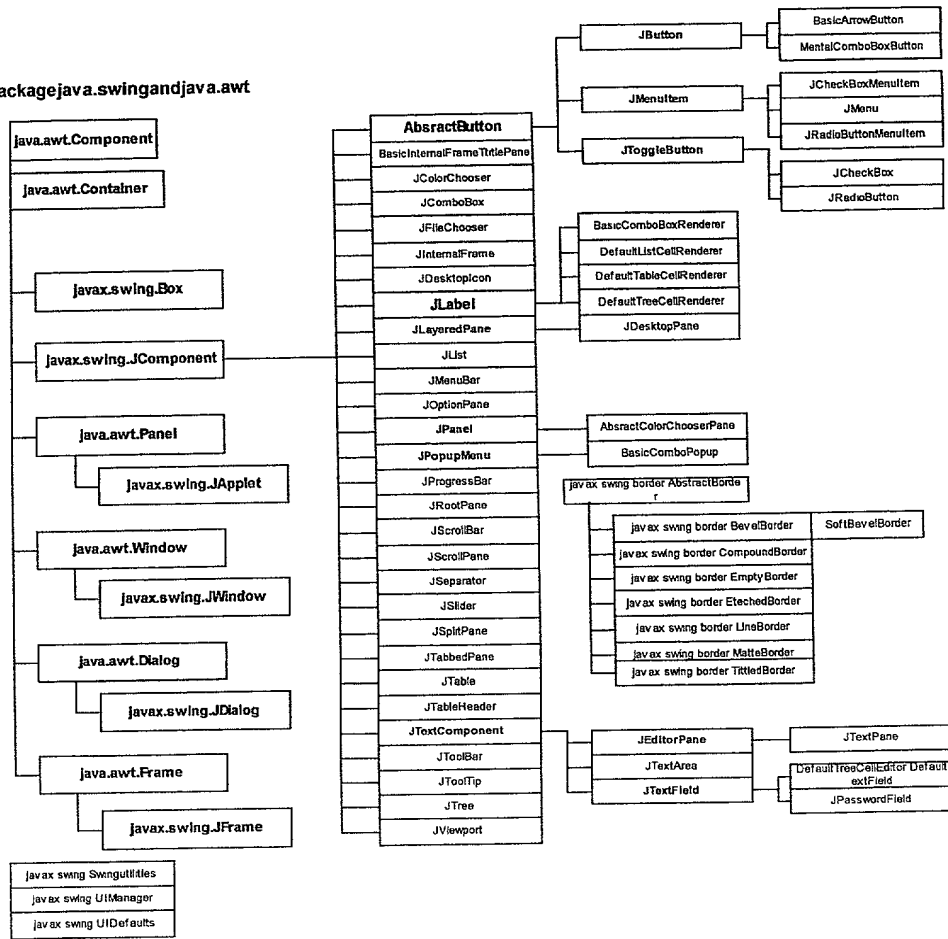 ackagejava.swingandjava.awt
java.awt.Component
java.awt.Container
javax.swing.Box
javax.swing.JComponent
java.awt.Panel
javax.swing.JApplet
java.awt.Window
javax.swing.JWindow
java.awt.Dialog
javax.swing.JDialog
java.awt.Frame
javax.swing.JFrame
javax swing Swingutilities
javax swing UIManager
javax swing UIDefaults
AbsractButton
BasicInternalFrameTtitlePane
JColorChooser
JComboBox
JFileChooser
JInternalFrame
JDesktopIcon
JLabel
JLayeredPane
JList
JMenuBar
JOptionPane
JPanel
JPopupMenu
JProgressBar
JRootPane
JScrollBar
JScrollPane
JSeparator
JSlider
JSplrtPane
JTabbedPane
JTable
JTableHeader
JTextComponent
JToolBar
JToolTip
JTree
JViewport
JButton
JMenuItem
JToggleButton
BasicArrowButton
MentalComboBoxButton
JCheckBoxMenuItem
JMenu
JRadioButtonMenuItem
JCheckBox
JRadioButton
BasicComboBoxRenderer
DefaultListCellRenderer
DefaultTableCellRenderer
DefaultTreeCellRenderer
JDesktopPane
AbsractColorChooserPane
BasicComboPopup
javax swing border AbstractBorde
r
javax swing border BevelBorder
SoftBevelBorder
javax swing border CompoundBorder
javax swing border EmptyBorder
javax swing border EtechedBorder
javax swing border LineBorder
javax swing border MatteBorder
javax swing border TittledBorder
JEditorPane
JTextArea
JTextField
JTextPane
DefaultTreeCellEditor Default
extField
JPasswordField